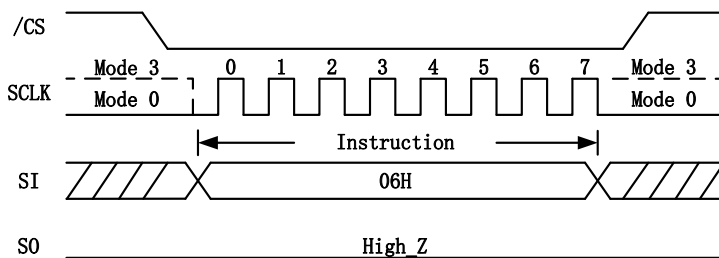 /CS
Mode 3 0 1 2 3 4 5 6 7 Mode 3
SCLK
Mode 0 Mode 0
Instruction
SI 06H
SO High_Z